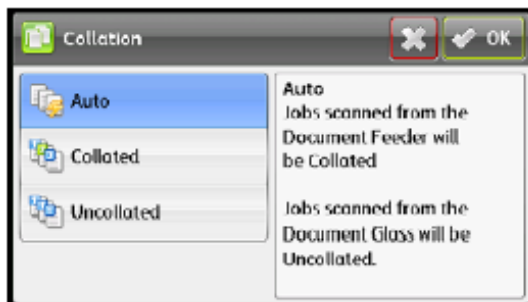 Collation
OK
Auto
Collated
Uncollated
Auto
Jobs scanned from the
Document Feeder will
be Collated
Jobs scanned from the
Document Glass will be
Uncollated.